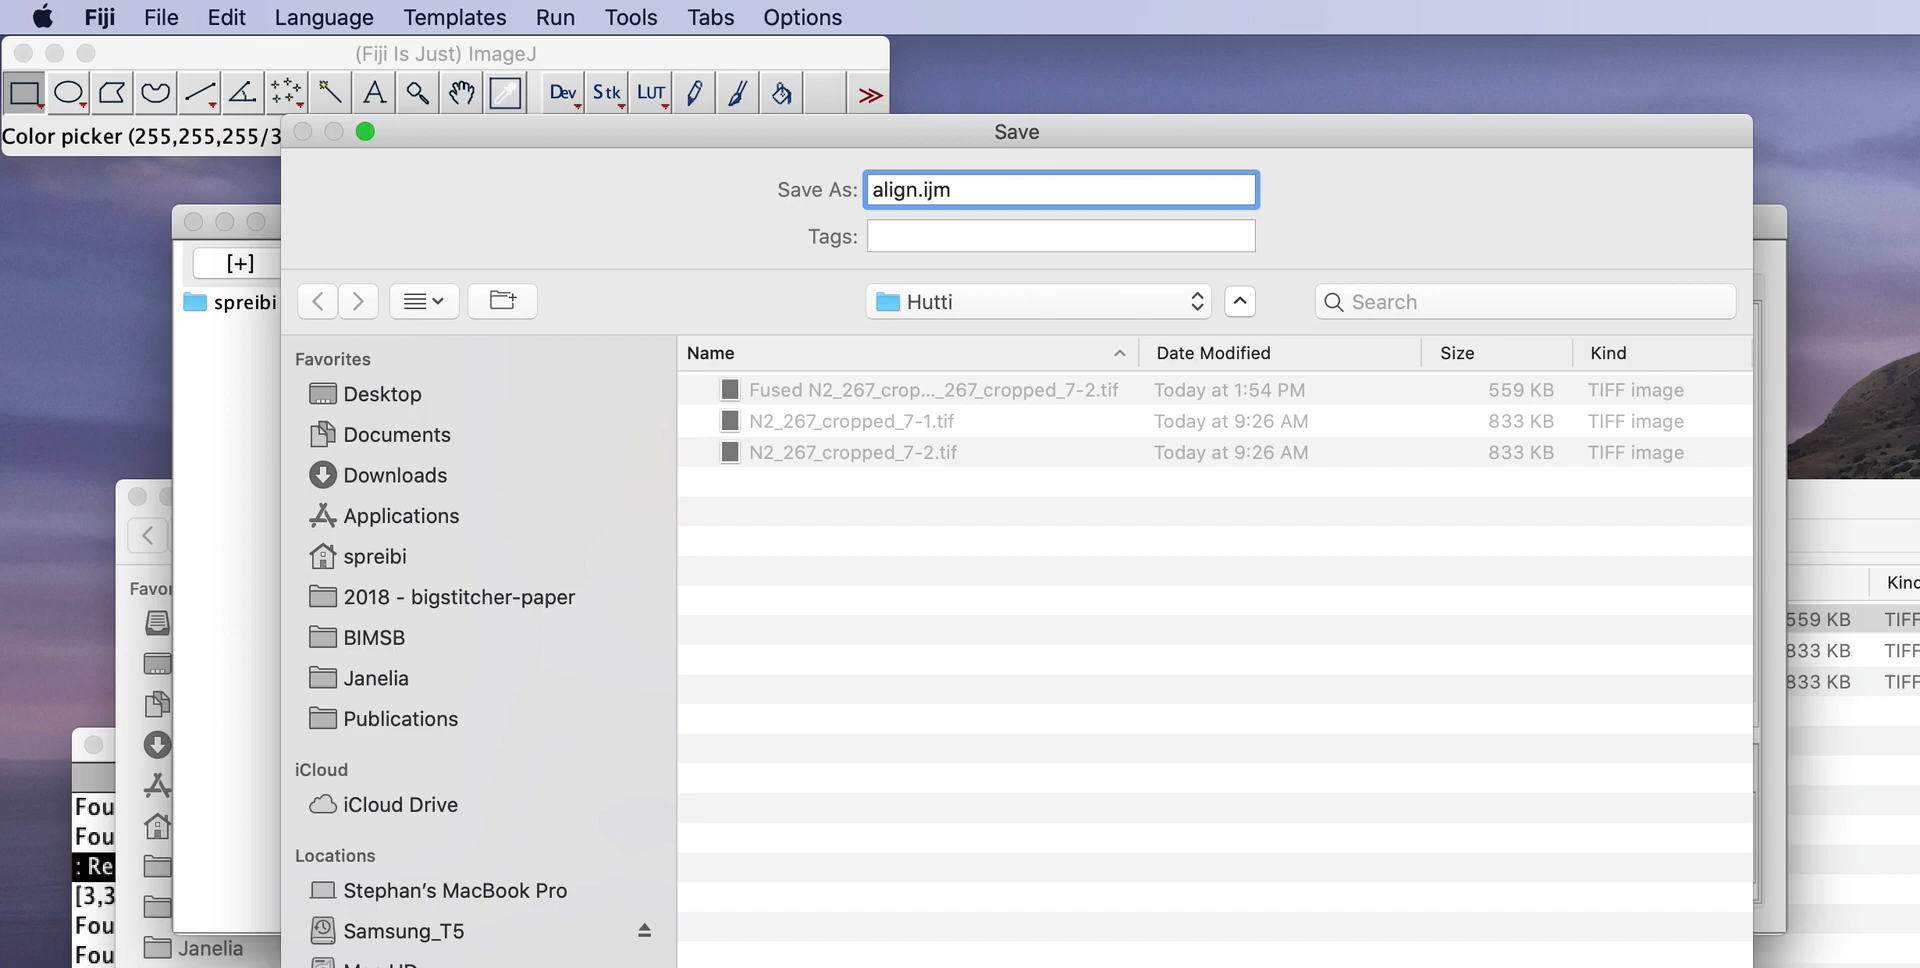 Fiji File Edit Language Templates Run Tools Tabs Options
(Fiji Is Just) ImageJ
Dev Stk LUT
Color picker (255,255,255/3
Save
Save As: align.ijm
Tags:
[+]
spreibi
Hutti
Search
Favorites
Desktop
Documents
Downloads
Applications
spreibi
2018 - bigstitcher-paper
BIMSB
Janelia
Publications
iCloud
iCloud Drive
Locations
Stephan's MacBook Pro
Samsung_T5
Name Date Modified Size Kind
Fused N2_267_crop..._267_cropped_7-2.tif Today at 1:54 PM 559 KB TIFF image
N2_267_cropped_7-1.tif Today at 9:26 AM 833 KB TIFF image
N2_267_cropped_7-2.tif Today at 9:26 AM 833 KB TIFF image
Favor
Janelia
Fou
Fou
: Re
[3,3
Fou
Fou
Kind
559 KB TIFF
833 KB TIFF
833 KB TIFF